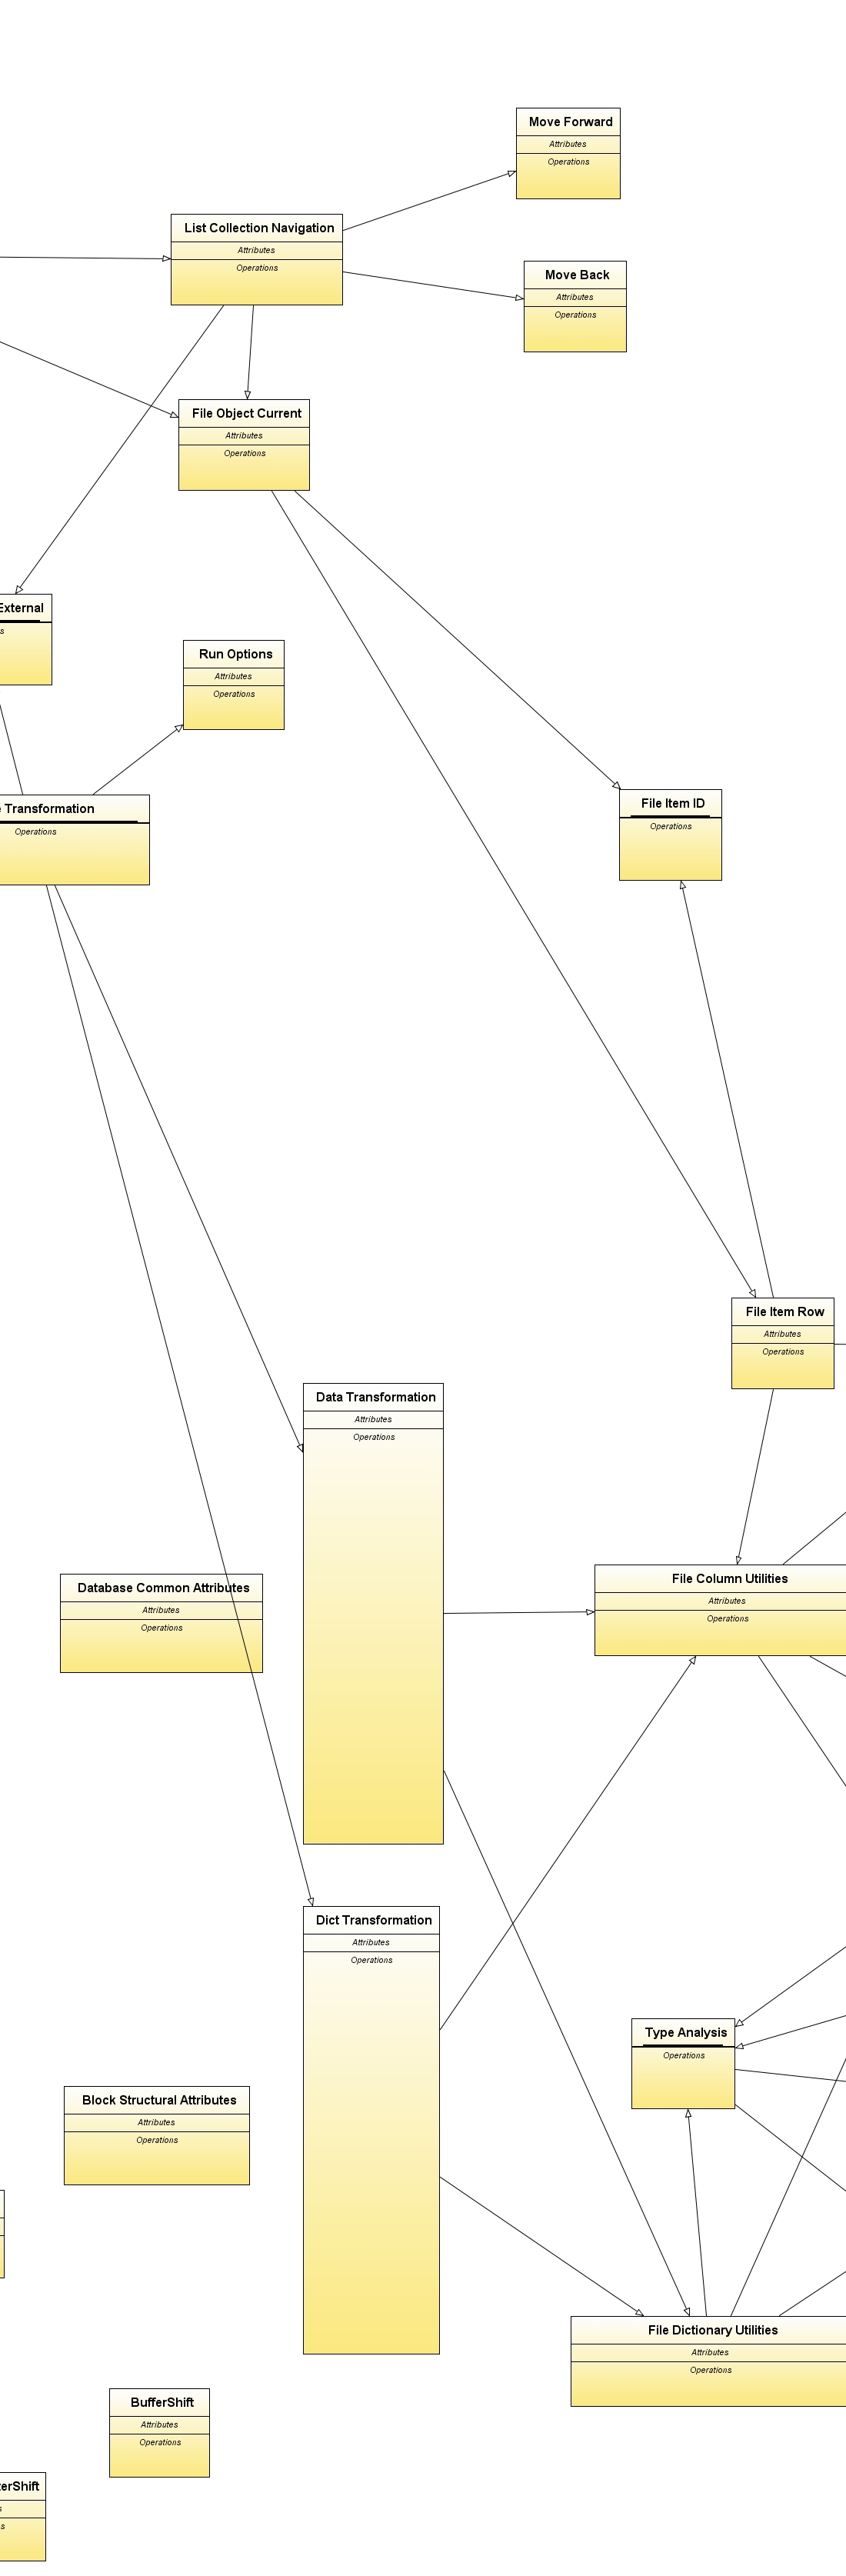 Move Forward
Attributes
Operations
List Collection Navigation
Attributes
Operations
Move Back
Attributes
Operations
File Object Current
Attributes
Operations
External
s
Run Options
Attributes
Operations
File Item ID
Operations
Transformation
Operations
File Item Row
Attributes
Operations
Data Transformation
Attributes
Operations
File Column Utilities
Attributes
Operations
Database Common Attributes
Attributes
Operations
Dict Transformation
Attributes
Operations
Type Analysis
Operations
Block Structural Attributes
Attributes
Operations
File Dictionary Utilities
Attributes
Operations
BufferShift
Attributes
Operations
erShift
s
s